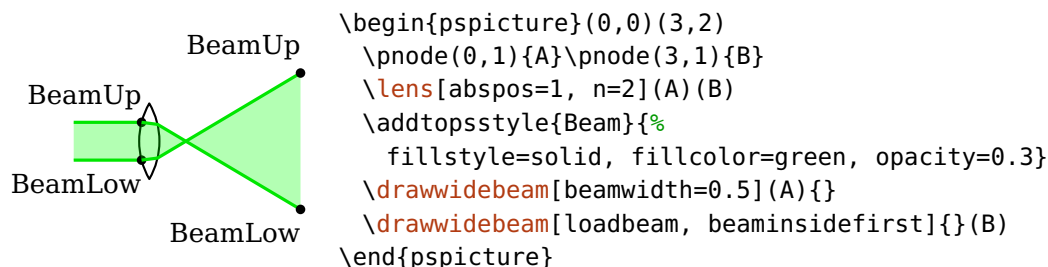 BeamUp
BeamUp
BeamLow
BeamLow
\begin{pspicture}(0,0)(3,2)
  \pnode(0,1){A}\pnode(3,1){B}
  \lens[abspos=1, n=2](A)(B)
  \addtopsstyle{Beam}{%
    fillstyle=solid, fillcolor=green, opacity=0.3}
  \drawwidebeam[beamwidth=0.5](A){}
  \drawwidebeam[loadbeam, beaminsidefirst]{}(B)
\end{pspicture}